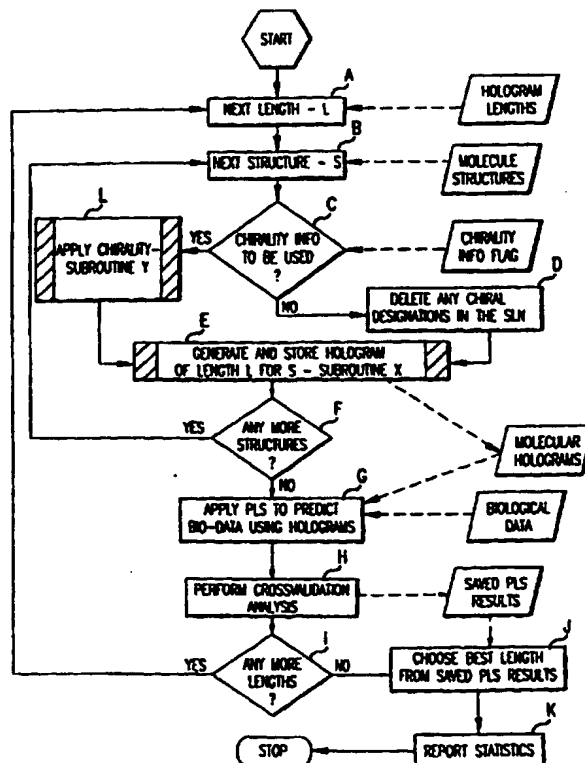 START
A
NEXT LENGTH - L
HOLOGRAM
LENGTHS
B
NEXT STRUCTURE - S
MOLECULE
STRUCTURES
L
C
APPLY CHIRALITY-
SUBROUTINE Y
YES
CHIRALITY INFO
TO BE USED
?
CHIRALITY
INFO FLAG
D
NO
DELETE ANY CHIRAL
DESIGNATIONS IN THE SLN
E
GENERATE AND STORE HOLOGRAM
OF LENGTH L FOR S - SUBROUTINE X
F
YES
ANY MORE
STRUCTURES
?
MOLECULAR
HOLOGRAMS
NO
G
APPLY PLS TO PREDICT
BIO-DATA USING HOLOGRAMS
BIOLOGICAL
DATA
H
PERFORM CROSSVALIDATION
ANALYSIS
SAVED PLS
RESULTS
I
J
YES
ANY MORE
LENGTHS
?
NO
CHOOSE BEST LENGTH
FROM SAVED PLS RESULTS
K
STOP
REPORT STATISTICS